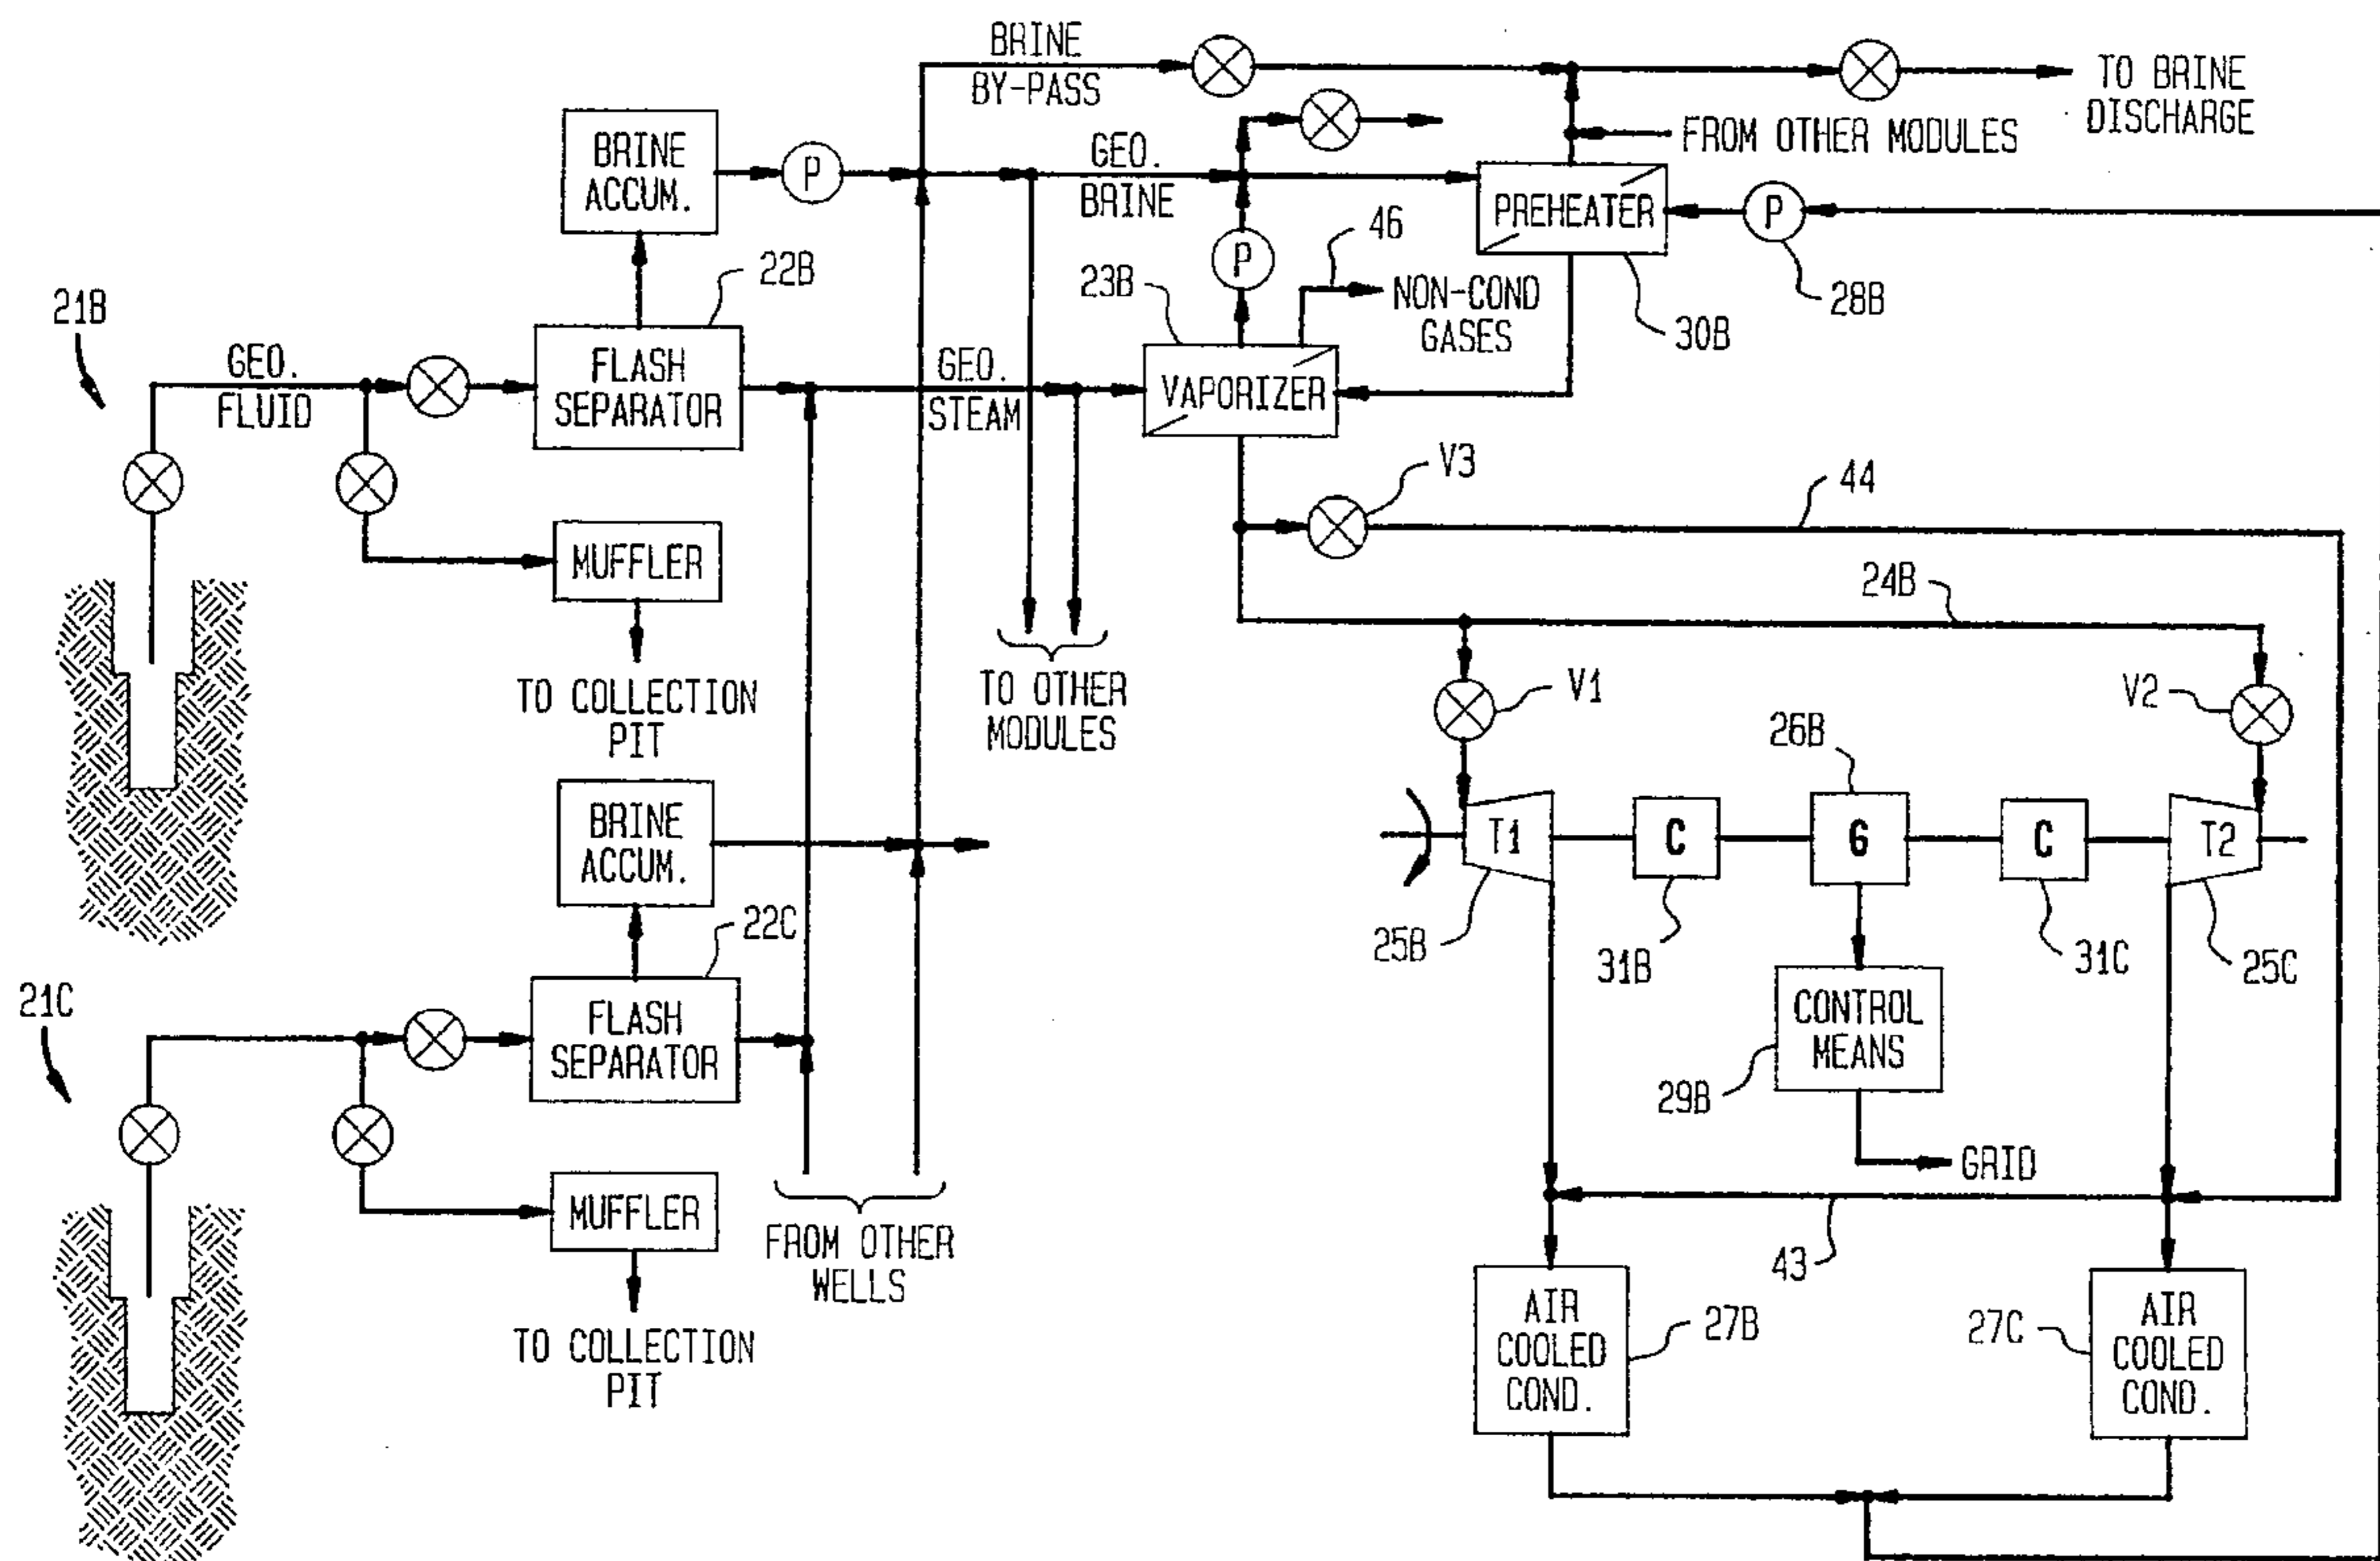 BRINE
BY-PASS
TO BRINE
DISCHARGE
BRINE
ACCUM.
P
GEO.
BRINE
FROM OTHER MODULES
PREHEATER
P
28B
30B
46
NON-COND
GASES
P
23B
22B
21B
GEO.
FLUID
FLASH
SEPARATOR
GEO.
STEAM
VAPORIZER
V3
44
24B
MUFFLER
TO COLLECTION
PIT
TO OTHER
MODULES
V1
V2
26B
T1
C
G
C
T2
25B
31B
31C
25C
BRINE
ACCUM.
22C
21C
FLASH
SEPARATOR
CONTROL
MEANS
29B
GRID
MUFFLER
TO COLLECTION
PIT
FROM OTHER
WELLS
43
AIR
COOLED
COND.
27B
27C
AIR
COOLED
COND.